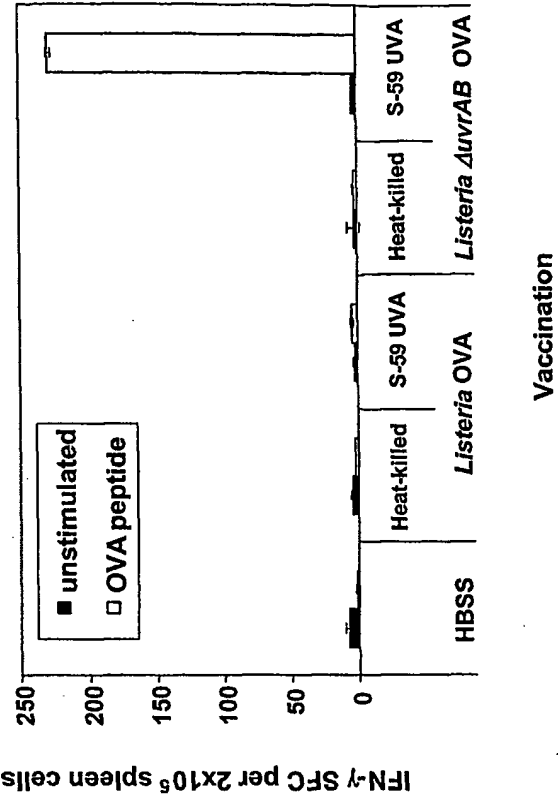 IFN-γ SFC per 2x10⁵ spleen cells
250
200
150
100
50
0
unstimulated
OVA peptide
HBSS
Heat-killed
S-59 UVA
Heat-killed
S-59 UVA
Listeria OVA
Listeria ΔuvrAB OVA
Vaccination